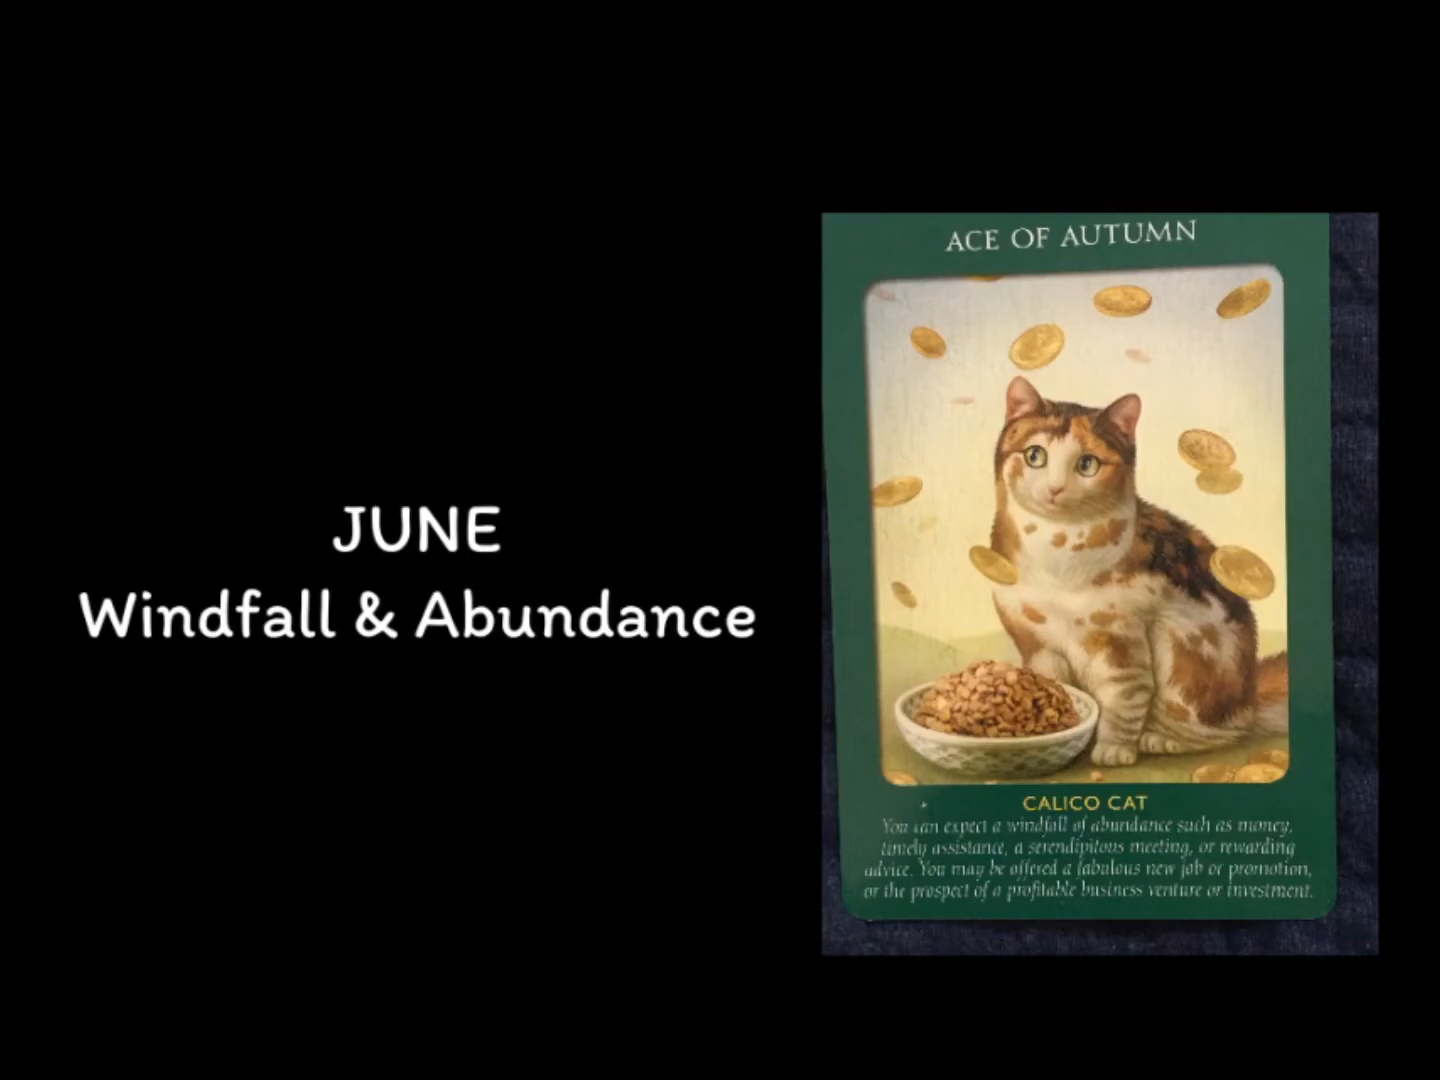 JUNE
Windfall & Abundance
ACE OF AUTUMN
CALICO CAT
You can expect a windfall of abundance such as money,
timely assistance, a serendipitous meeting, or rewarding
advice. You may be offered a fabulous new job or promotion,
or the prospect of a profitable business venture or investment.